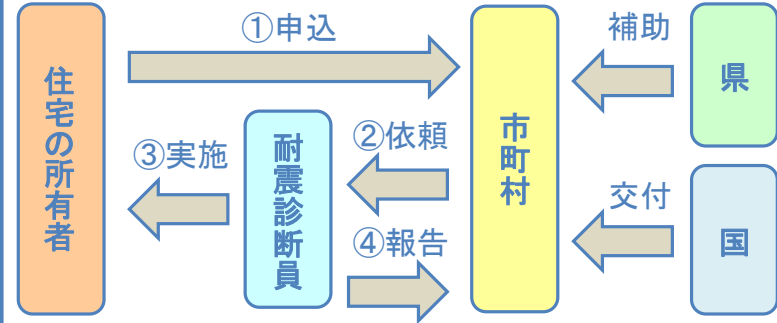 ①申込
補助
住宅の所有者
市町村
県
③実施
耐震診断員
②依頼
④報告
交付
国